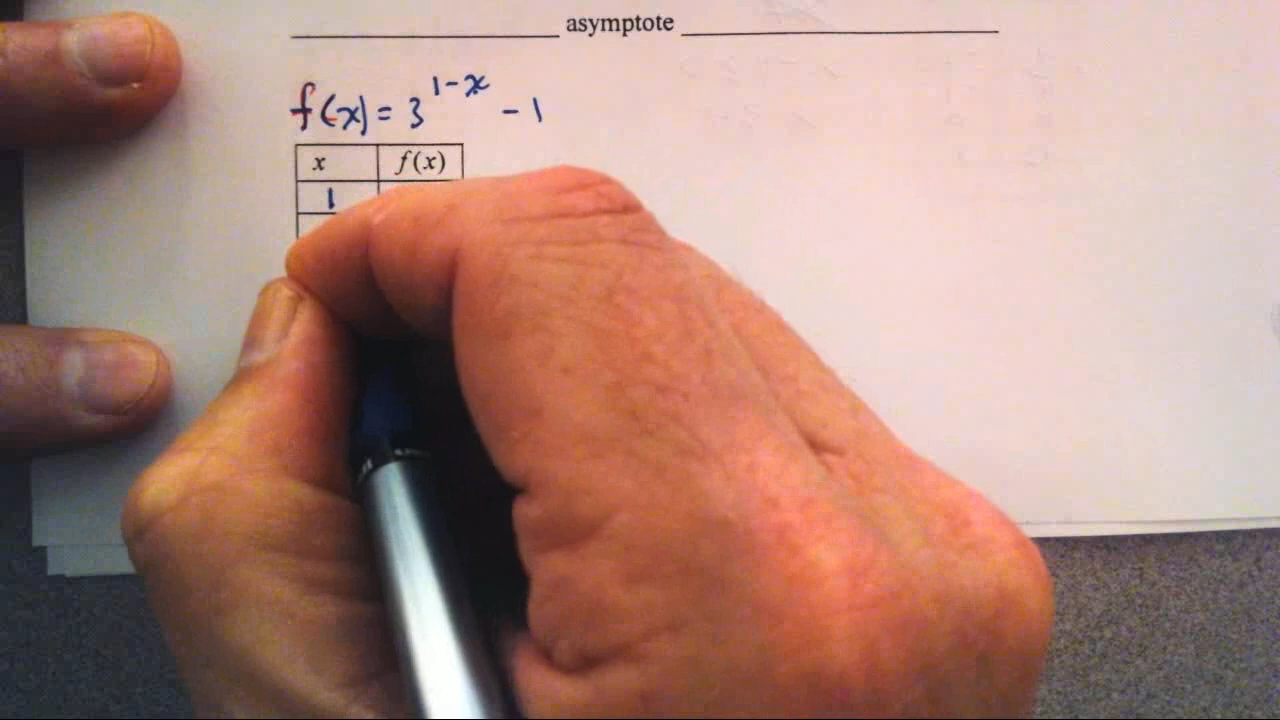 asymptote
f(x) = 3^{1-x} - 1
x f(x)
1